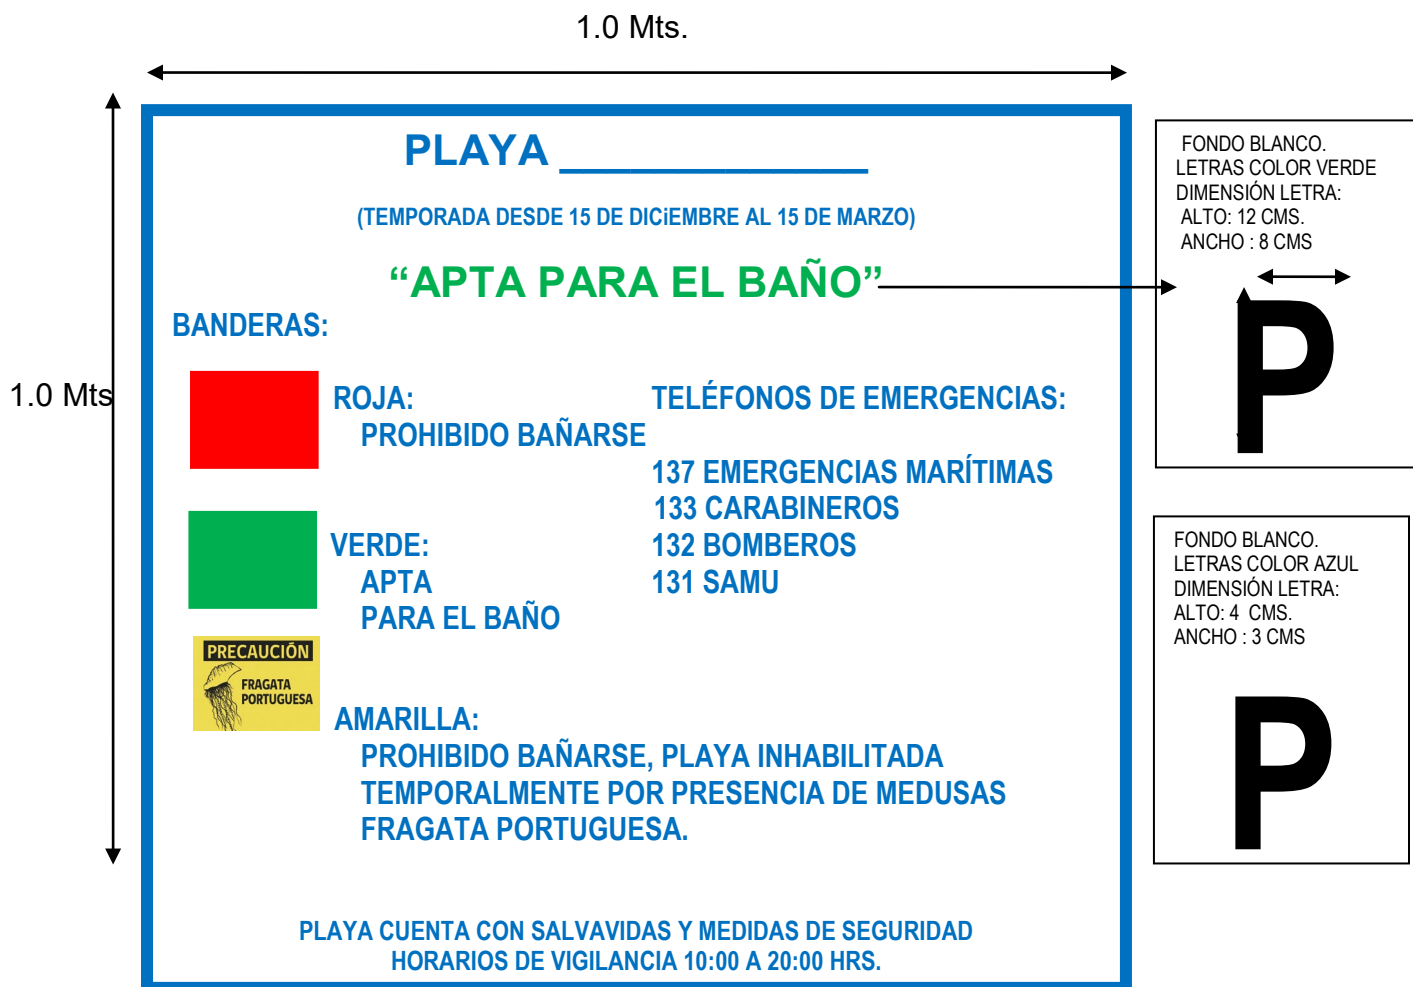 1.0 Mts.
1.0 Mts
PLAYA _____________
(TEMPORADA DESDE 15 DE DICiEMBRE AL 15 DE MARZO)
“APTA PARA EL BAÑO”
BANDERAS:
ROJA:
PROHIBIDO BAÑARSE
VERDE:
APTA
PARA EL BAÑO
TELÉFONOS DE EMERGENCIAS:
137 EMERGENCIAS MARÍTIMAS
133 CARABINEROS
132 BOMBEROS
131 SAMU
PRECAUCIÓN
FRAGATA
PORTUGUESA
AMARILLA:
PROHIBIDO BAÑARSE, PLAYA INHABILITADA
TEMPORALMENTE POR PRESENCIA DE MEDUSAS
FRAGATA PORTUGUESA.
PLAYA CUENTA CON SALVAVIDAS Y MEDIDAS DE SEGURIDAD
HORARIOS DE VIGILANCIA 10:00 A 20:00 HRS.
FONDO BLANCO.
LETRAS COLOR VERDE
DIMENSIÓN LETRA:
ALTO: 12 CMS.
ANCHO : 8 CMS
P
FONDO BLANCO.
LETRAS COLOR AZUL
DIMENSIÓN LETRA:
ALTO: 4 CMS.
ANCHO : 3 CMS
P